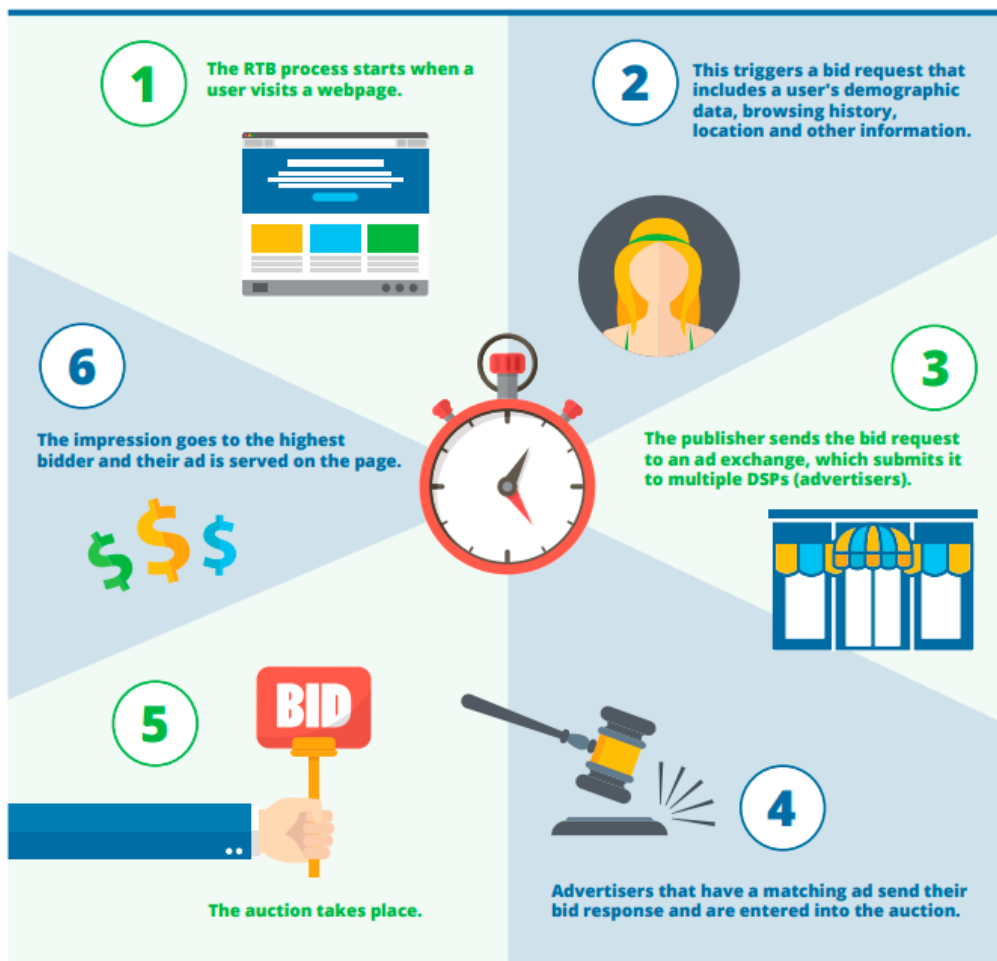 1
The RTB process starts when a
user visits a webpage.
2
This triggers a bid request that
includes a user's demographic
data, browsing history,
location and other information.
3
The publisher sends the bid request
to an ad exchange, which submits it
to multiple DSPs (advertisers).
4
Advertisers that have a matching ad send their
bid response and are entered into the auction.
5
BID
The auction takes place.
6
The impression goes to the highest
bidder and their ad is served on the page.
$ $ $